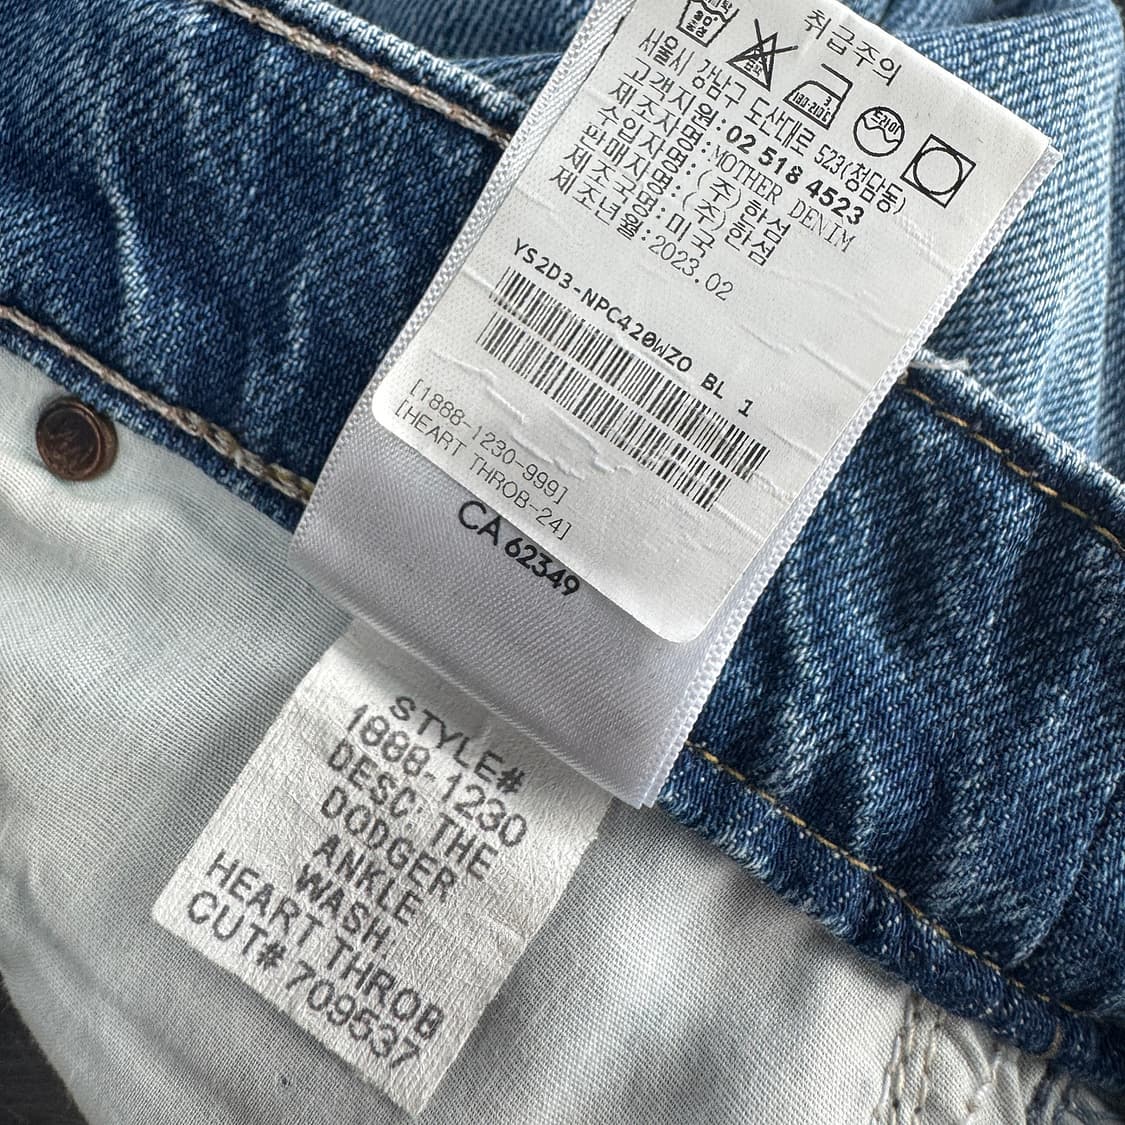 취급주의
서울시 강남구 도산대로 523(청담동)
고객지원:02 518 4523
제조자명:MOTHER DENIM
수입자명:(주)한섬
판매자명:(주)한섬
제조국명:미국
제조년월:2023.02
YS2D3-NPC420WZO BL 1
[1888-1230-999]
[HEART THROB-24]
CA 62349
STYLE#
1888-1230
DESC: THE
DODGER
ANKLE
WASH:
HEART THROB
CUT# 709537